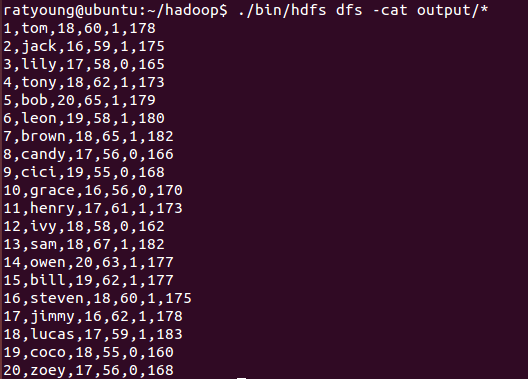 ratyoung@ubuntu:~/hadoop$ ./bin/hdfs dfs -cat output/*
1,tom,18,60,1,178
2,jack,16,59,1,175
3,lily,17,58,0,165
4,tony,18,62,1,173
5,bob,20,65,1,179
6,leon,19,58,1,180
7,brown,18,65,1,182
8,candy,17,56,0,166
9,cici,19,55,0,168
10,grace,16,56,0,170
11,henry,17,61,1,173
12,ivy,18,58,0,162
13,sam,18,67,1,182
14,owen,20,63,1,177
15,bill,19,62,1,177
16,steven,18,60,1,175
17,jimmy,16,62,1,178
18,lucas,17,59,1,183
19,coco,18,55,0,160
20,zoey,17,56,0,168